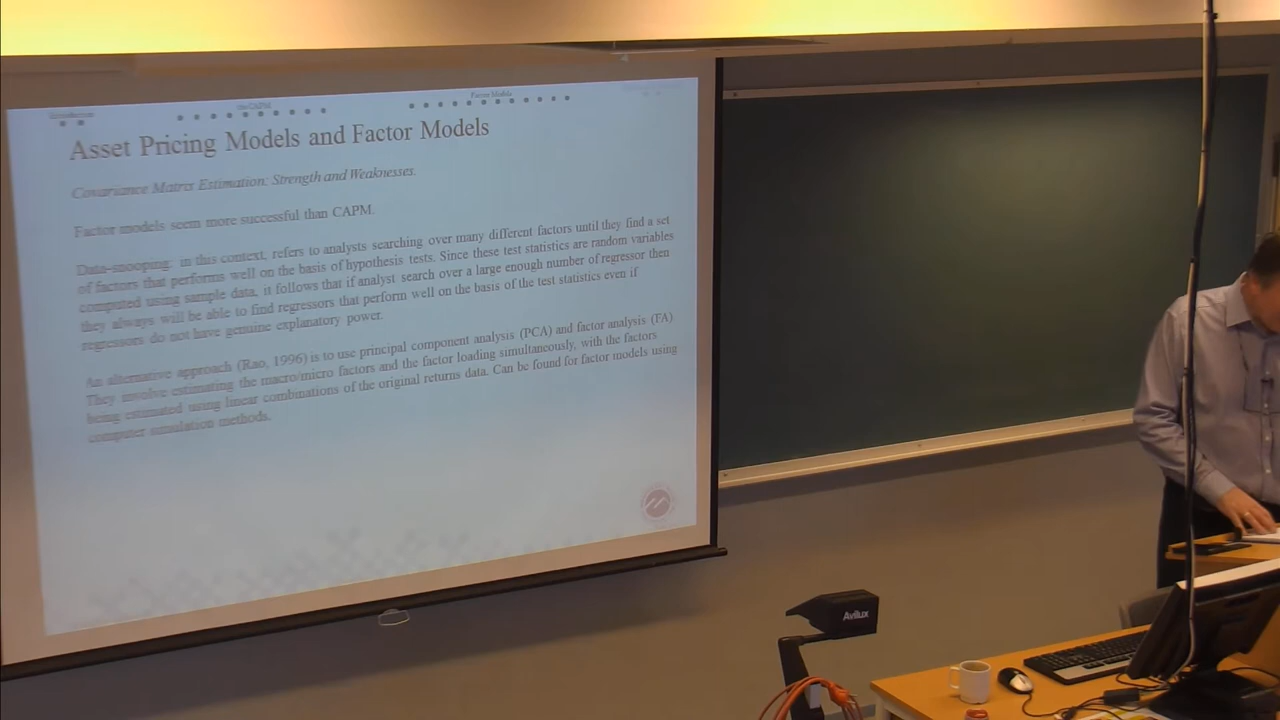 the CAPM
Factor Models
Asset Pricing Models and Factor Models
Covariance Matrix Estimation; Strength and Weaknesses.
Factor models seem more successful than CAPM.
Data-snooping; in this context, refers to analysts searching over many different factors until they find a set
of factors that performs well on the basis of hypothesis tests. Since these test statistics are random variables
computed using sample data, it follows that if analyst search over a large enough number of regressor then
they always will be able to find regressors that perform well on the basis of the test statistics even if
regressors do not have genuine explanatory power.
An alternative approach (Rao, 1996) is to use principal component analysis (PCA) and factor analysis (FA)
They involve estimating the macro/micro factors and the factor loading simultaneously, with the factors
being estimated using linear combinations of the original returns data. Can be found for factor models using
computer simulation methods.
Avilux